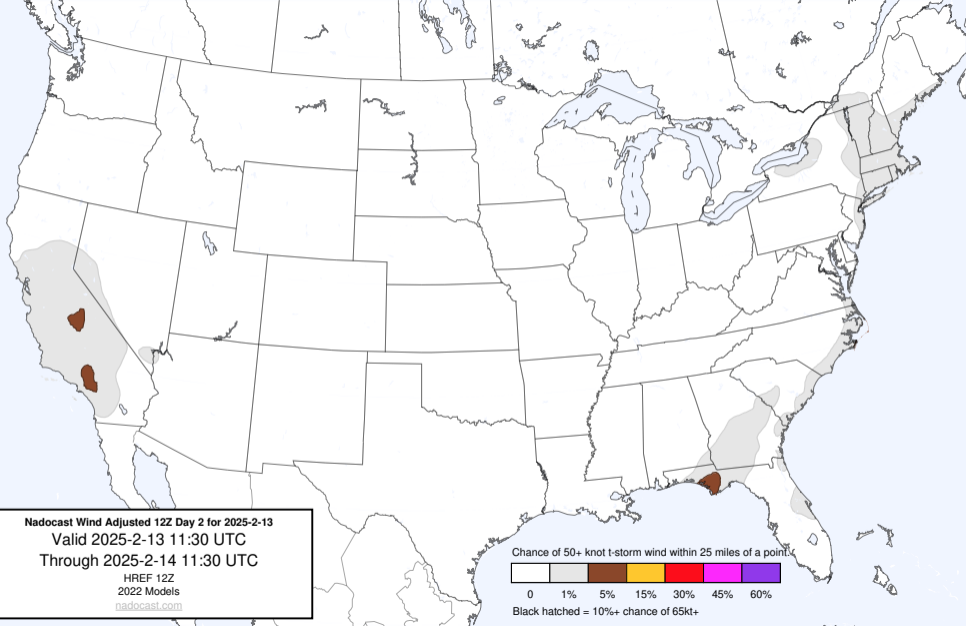 Nadocast Wind Adjusted 12Z Day 2 for 2025-2-13
Valid 2025-2-13 11:30 UTC
Through 2025-2-14 11:30 UTC
HREF 12Z
2022 Models
nadocast.com
Chance of 50+ knot t-storm wind within 25 miles of a point.
0 1% 5% 15% 30% 45% 60%
Black hatched = 10%+ chance of 65kt+